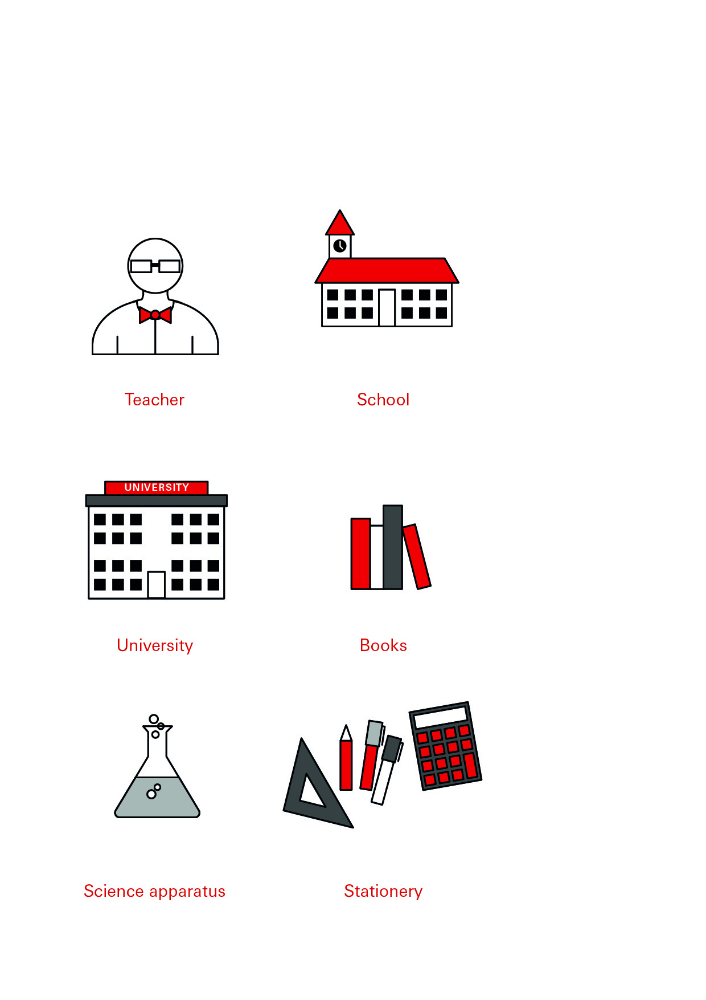 Teacher
School
UNIVERSITY
University
Books
Science apparatus
Stationery